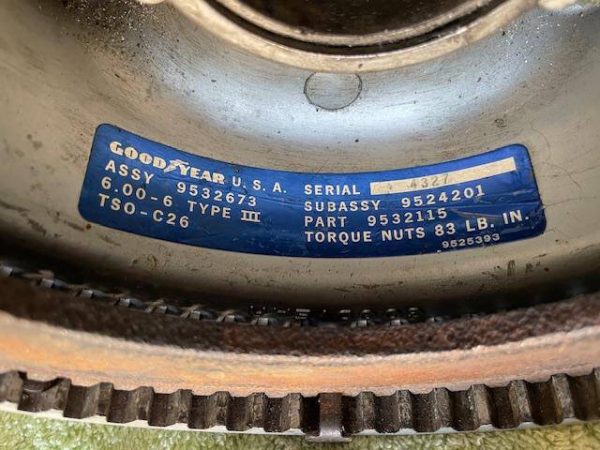 GOODYEAR U.S.A.
ASSY 9532673
6.00-6 TYPE III
TSO-C26
SERIAL 4327
SUBASSY 9524201
PART 9532115
TORQUE NUTS 83 LB. IN.
9525393